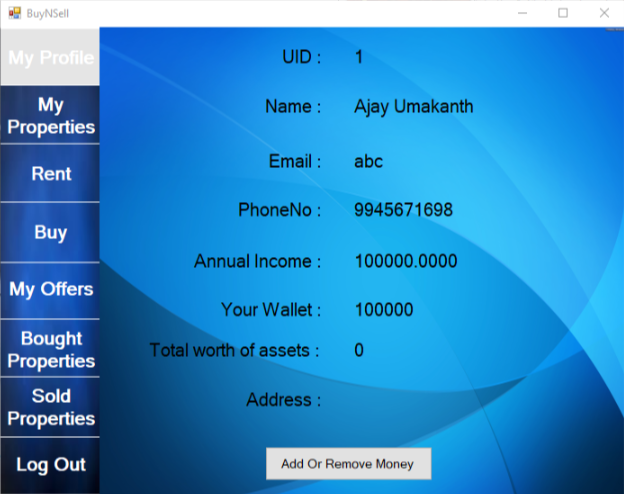 BuyNSell
My Profile
My
Properties
Rent
Buy
My Offers
Bought
Properties
Sold
Properties
Log Out
UID : 1
Name : Ajay Umakanth
Email : abc
PhoneNo : 9945671698
Annual Income : 100000.0000
Your Wallet : 100000
Total worth of assets : 0
Address :
Add Or Remove Money